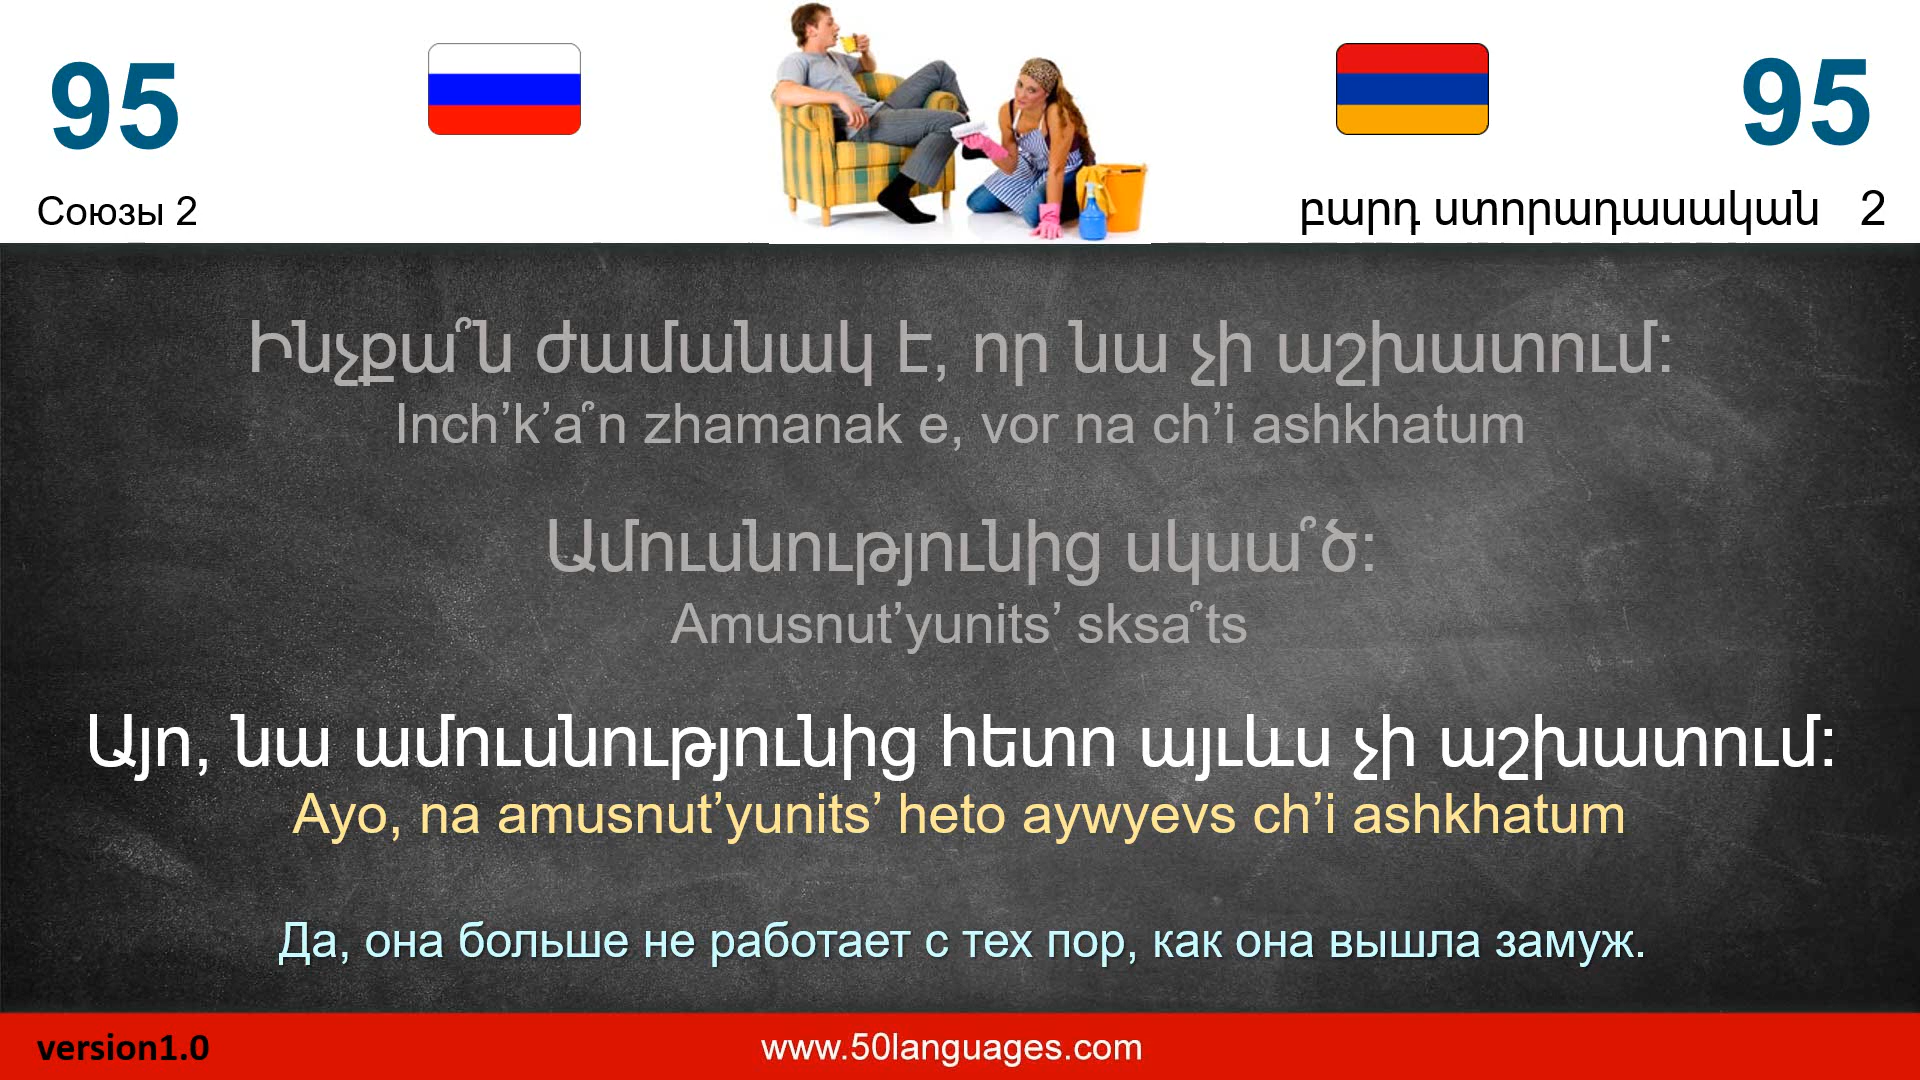 95
95
Союзы 2
բարդ ստորադասական 2
Ինչքա՞ն ժամանակ է, որ նա չի աշխատում:
Inch’k’a՞n zhamanak e, vor na ch’i ashkhatum
Ամուսնությունից սկսա՞ծ:
Amusnut’yunits’ sksa՞ts
Այո, նա ամուսնությունից հետո այլևս չի աշխատում:
Ayo, na amusnut’yunits’ heto aywyevs ch’i ashkhatum
Да, она больше не работает с тех пор, как она вышла замуж.
version1.0
www.50languages.com